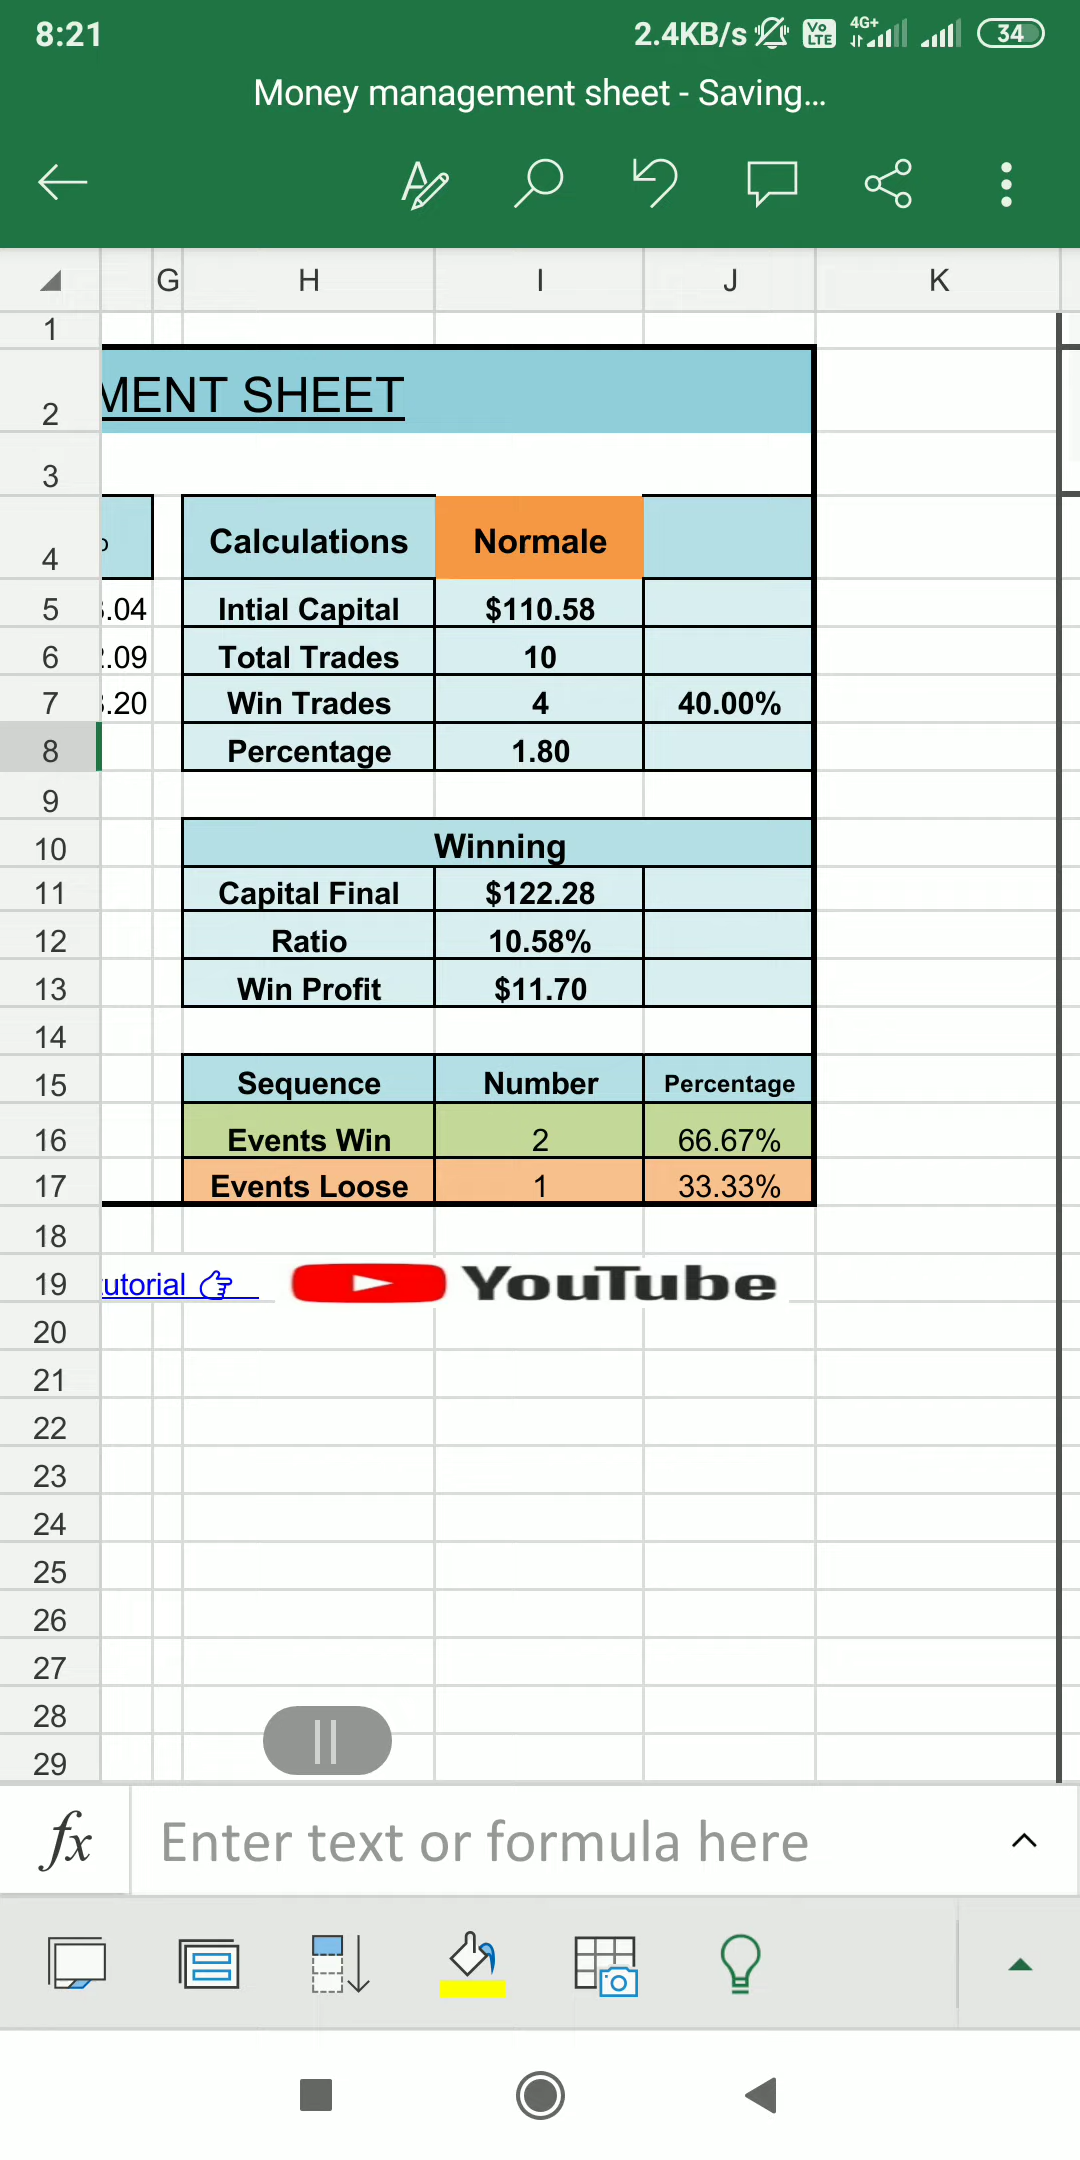 8:21 2.4KB/s Vo LTE 4G+ 34
Money management sheet - Saving...
G H I J K
1
2 MENT SHEET
3
4 Calculations Normale
5 .04 Intial Capital $110.58
6 .09 Total Trades 10
7 .20 Win Trades 4 40.00%
8 Percentage 1.80
9
10 Winning
11 Capital Final $122.28
12 Ratio 10.58%
13 Win Profit $11.70
14
15 Sequence Number Percentage
16 Events Win 2 66.67%
17 Events Loose 1 33.33%
18
19 utorial YouTube
20
21
22
23
24
25
26
27
28
29
fx Enter text or formula here